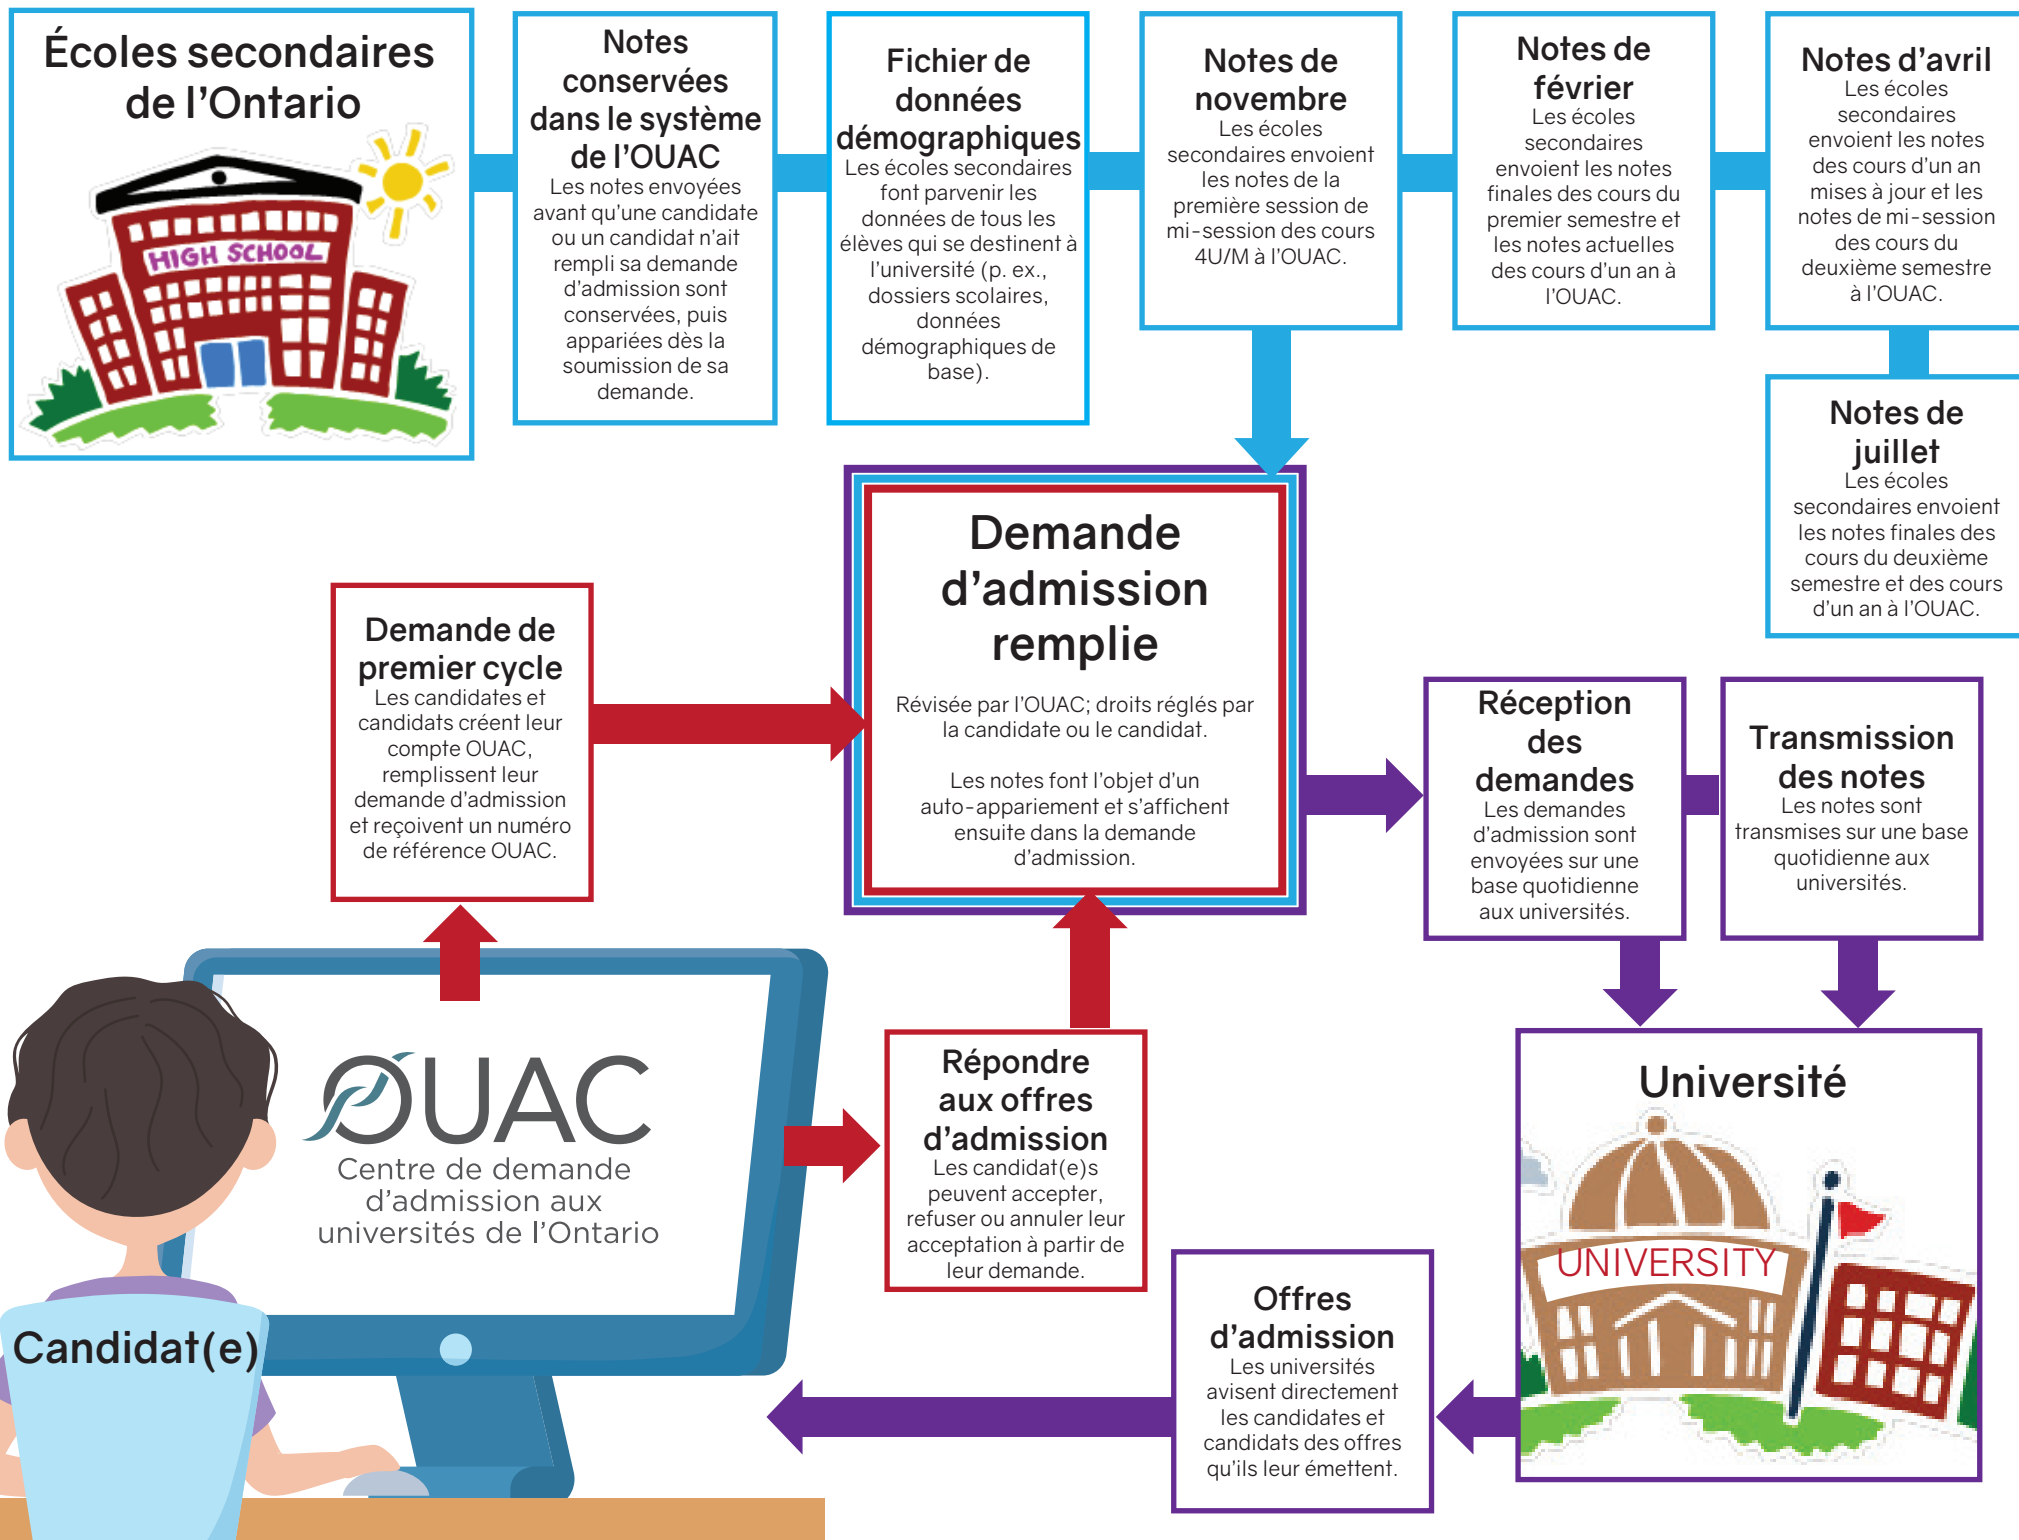 Écoles secondaires
de l'Ontario
HIGH SCHOOL
Notes
conservées
dans le système
de l'OUAC
Les notes envoyées
avant qu'une candidate
ou un candidat n'ait
rempli sa demande
d'admission sont
conservées, puis
appariées dès la
soumission de sa
demande.
Fichier de
données
démographiques
Les écoles secondaires
font parvenir les
données de tous les
élèves qui se destinent à
l'université (p. ex.,
dossiers scolaires,
données
démographiques de
base).
Notes de
novembre
Les écoles
secondaires envoient
les notes de la
première session de
mi-session des cours
4U/M à l'OUAC.
Notes de
février
Les écoles
secondaires
envoient les notes
finales des cours du
premier semestre et
les notes actuelles
des cours d'un an à
l'OUAC.
Notes d'avril
Les écoles
secondaires
envoient les notes
des cours d'un an
mises à jour et les
notes de mi-session
des cours du
deuxième semestre
à l'OUAC.
Notes de
juillet
Les écoles
secondaires envoient
les notes finales des
cours du deuxième
semestre et des cours
d'un an à l'OUAC.
Demande de
premier cycle
Les candidates et
candidats créent leur
compte OUAC,
remplissent leur
demande d'admission
et reçoivent un numéro
de référence OUAC.
Demande
d'admission
remplie
Révisée par l'OUAC; droits réglés par
la candidate ou le candidat.
Les notes font l'objet d'un
auto-appariement et s'affichent
ensuite dans la demande
d'admission.
Réception
des
demandes
Les demandes
d'admission sont
envoyées sur une
base quotidienne
aux universités.
Transmission
des notes
Les notes sont
transmises sur une base
quotidienne aux
universités.
OUAC
Centre de demande
d'admission aux
universités de l'Ontario
Candidat(e)
Répondre
aux offres
d'admission
Les candidat(e)s
peuvent accepter,
refuser ou annuler leur
acceptation à partir de
leur demande.
Offres
d'admission
Les universités
avisent directement
les candidates et
candidats des offres
qu'ils leur émettent.
Université
UNIVERSITY